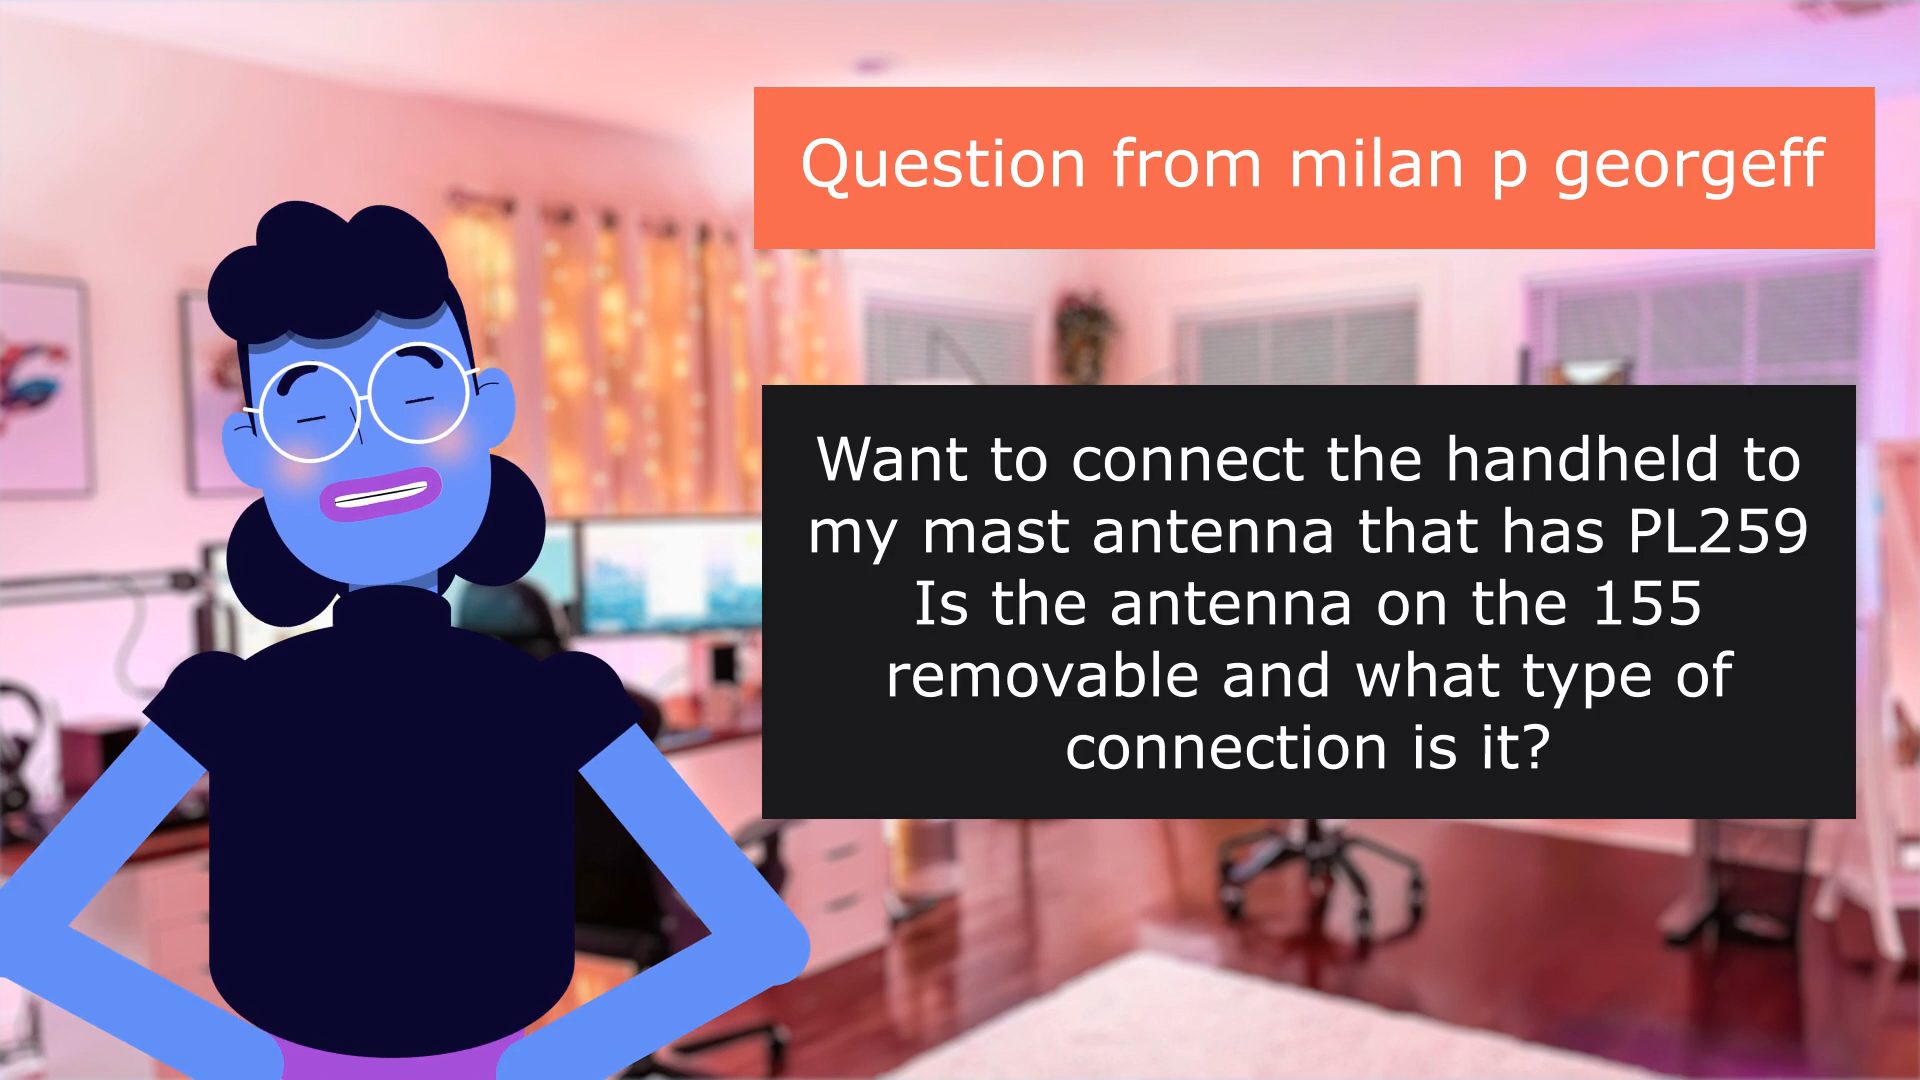 Question from milan p georgeff
Want to connect the handheld to
my mast antenna that has PL259
Is the antenna on the 155
removable and what type of
connection is it?